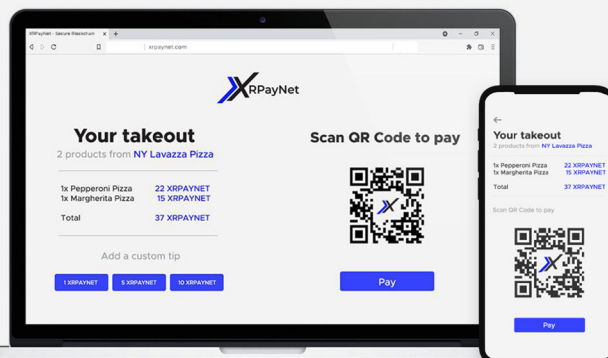 XRPayNet - Secure Blockchain
xrpaynet.com
XRPayNet
Your takeout
2 products from NY Lavazza Pizza
1x Pepperoni Pizza 22 XRPAYNET
1x Margherita Pizza 15 XRPAYNET
Total 37 XRPAYNET
Add a custom tip
1 XRPAYNET 5 XRPAYNET 10 XRPAYNET
Scan QR Code to pay
Pay
Your takeout
2 products from NY Lavazza Pizza
1x Pepperoni Pizza 22 XRPAYNET
1x Margherita Pizza 15 XRPAYNET
Total 37 XRPAYNET
Scan QR Code to pay
Pay